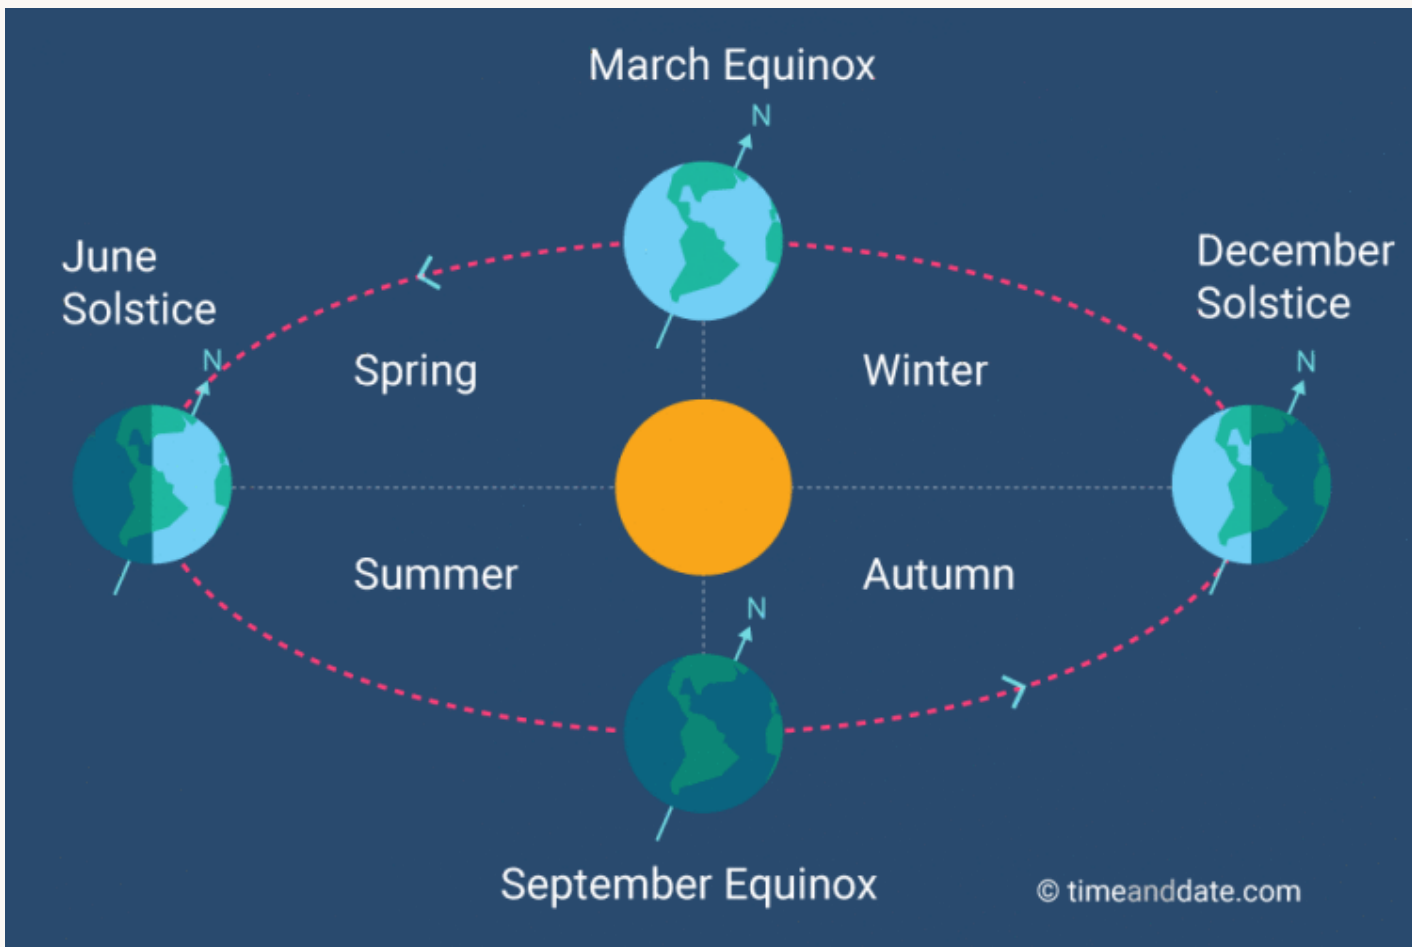 March Equinox
N
June
Solstice
December
Solstice
N
N
Spring
Winter
Summer
Autumn
N
September Equinox
© timeanddate.com